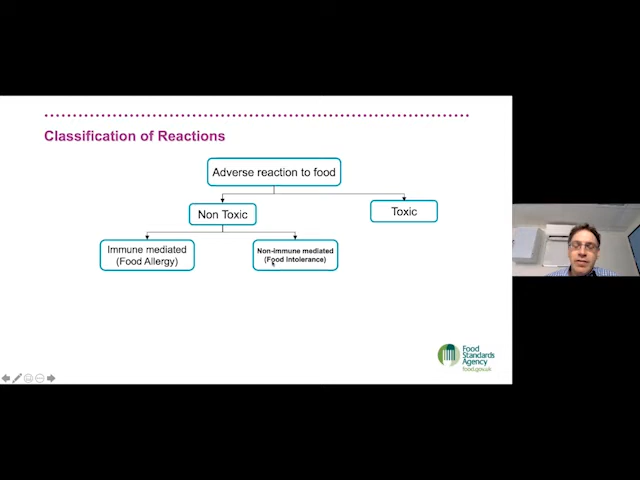 Classification of Reactions
Adverse reaction to food
Non Toxic
Toxic
Immune mediated
(Food Allergy)
Non-immune mediated
(Food Intolerance)
Food
Standards
Agency
food.gov.uk